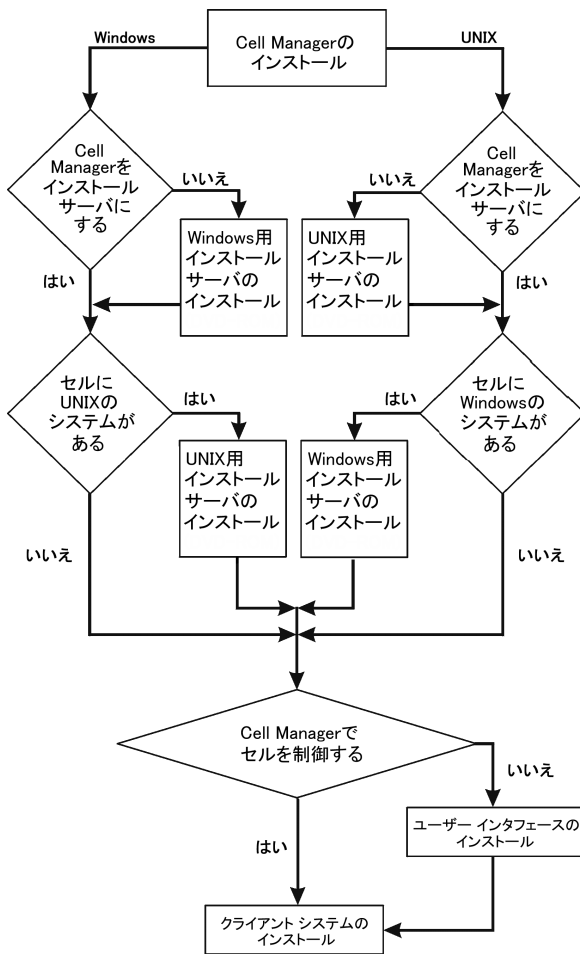 Windows
Cell Managerの
インストール
UNIX
Cell
Managerを
インストール
サーバに
する
いいえ
はい
Windows用
インストール
サーバのの
インストール
Cell
Managerを
インストール
サーバに
する
いいえ
はい
UNIX用
インストール
サーバの
インストール
セルに
UNIXの
システムが
ある
はい
いいえ
UNIX用
インストール
サーバの
インストール
セルに
Windowsの
システムが
ある
はい
いいえ
Windows用
インストール
サーバの
インストール
Cell Managerで
セルを制御する
いいえ
はい
ユーザー インタフェースの
インストール
クライアント システムの
インストール